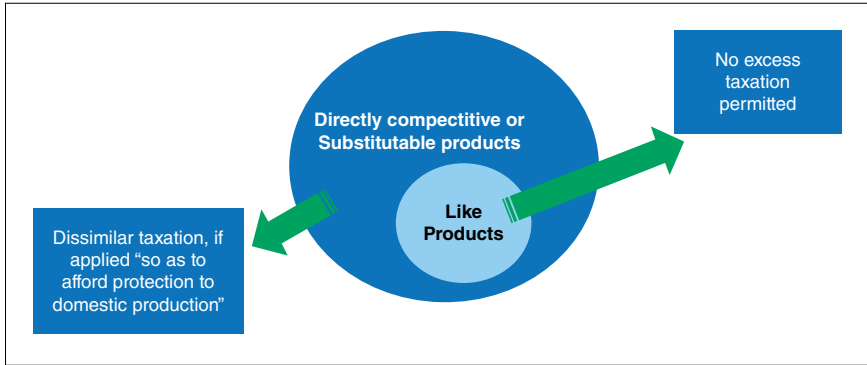 No excess
taxation
permitted
Directly compectitive or
Substitutable products
Like
Products
Dissimilar taxation, if
applied “so as to
afford protection to
domestic production”